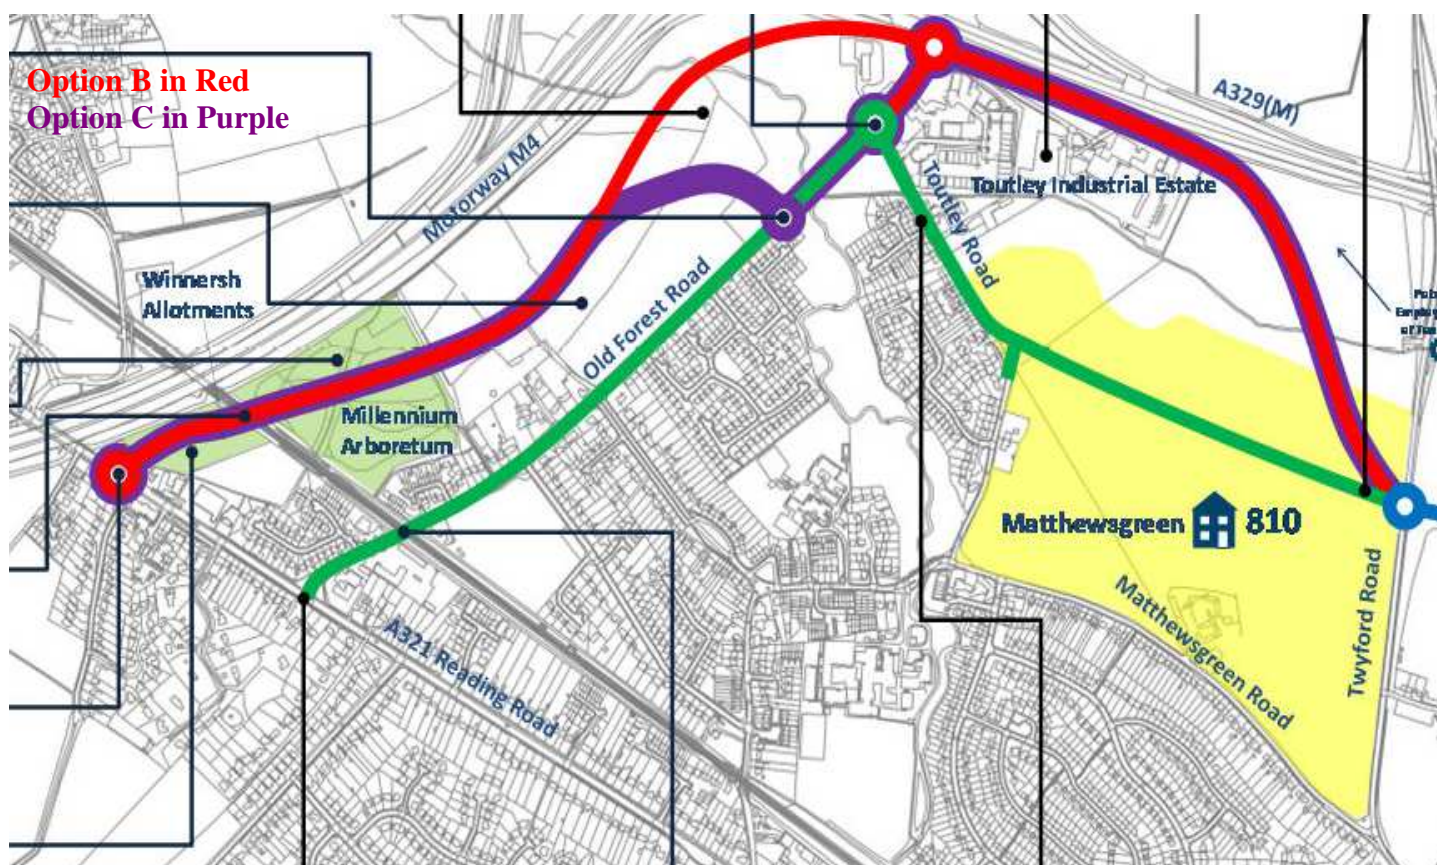 Option B in Red
Option C in Purple
A329(M)
Motorway M4
Toutley Industrial Estate
Toutley Road
Winnersh
Allotments
Old Forest Road
Millennium
Arboretum
Matthewsgreen 810
A321 Reading Road
Matthewsgreen Road
Twyford Road